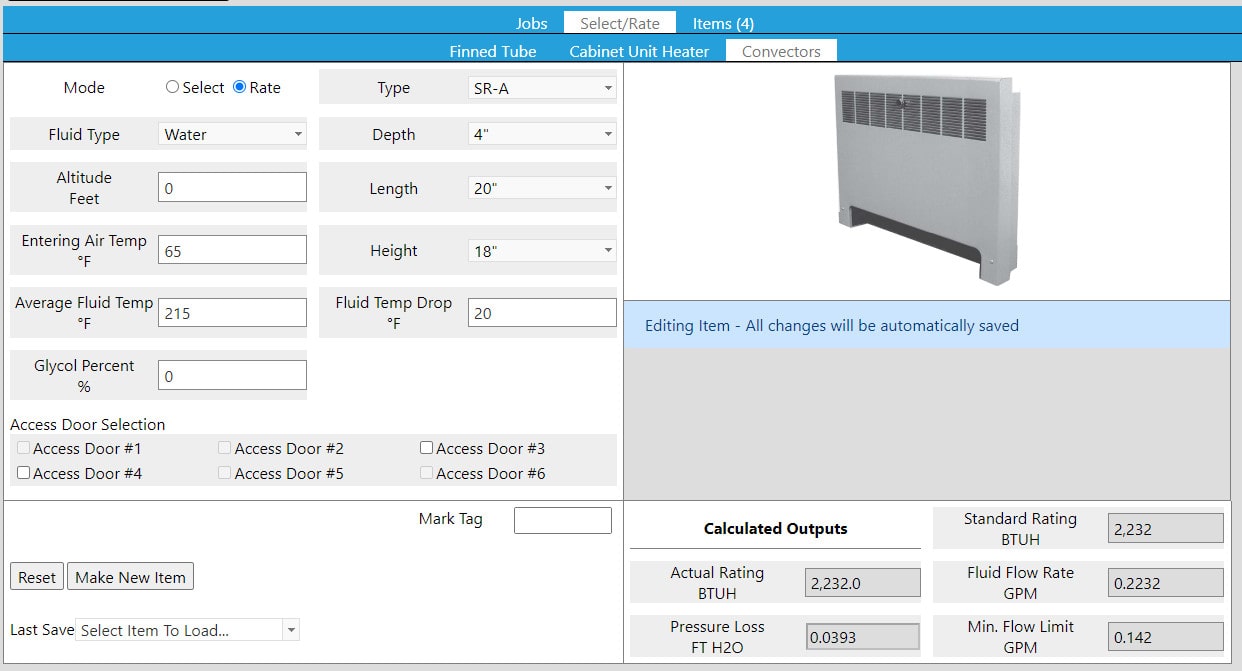 Jobs
Select/Rate
Items (4)
Finned Tube
Cabinet Unit Heater
Convectors
Mode
Select
Rate
Type
SR-A
Fluid Type
Water
Depth
4"
Altitude
Feet
0
Length
20"
Entering Air Temp
°F
65
Height
18"
Average Fluid Temp
°F
215
Fluid Temp Drop
°F
20
Glycol Percent
%
0
Access Door Selection
Access Door #1
Access Door #2
Access Door #3
Access Door #4
Access Door #5
Access Door #6
Mark Tag
Reset
Make New Item
Last Save
Select Item To Load...
Editing Item - All changes will be automatically saved
Calculated Outputs
Standard Rating
BTUH
2,232
Actual Rating
BTUH
2,232.0
Fluid Flow Rate
GPM
0.2232
Pressure Loss
FT H2O
0.0393
Min. Flow Limit
GPM
0.142